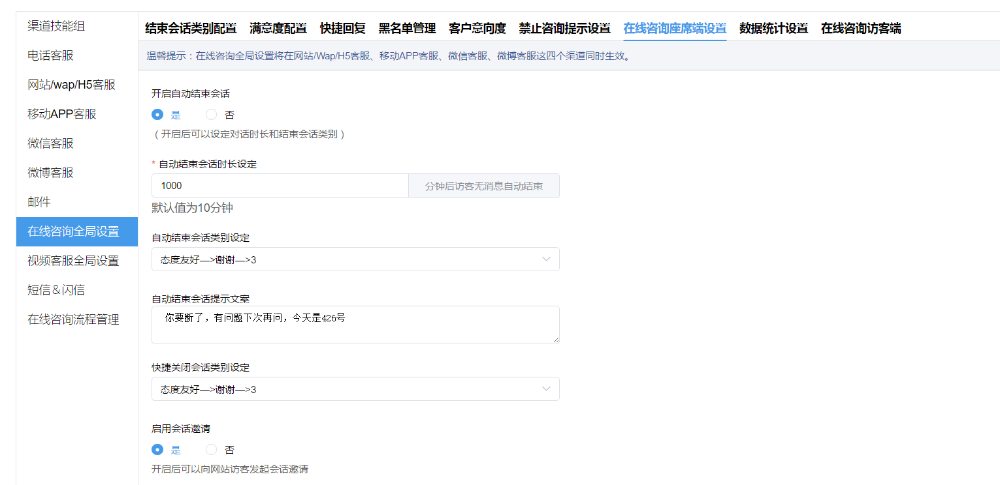 渠道技能组
电话客服
网站/wap/H5客服
移动APP客服
微信客服
微博客服
邮件
在线咨询全局设置
视频客服全局设置
短信＆闪信
在线咨询流程管理
结束会话类别配置 满意度配置 快捷回复 黑名单管理 客户意向度 禁止咨询提示设置 在线咨询座席端设置 数据统计设置 在线咨询访客端
温馨提示：在线咨询全局设置将在网站/Wap/H5客服、移动APP客服、微信客服、微博客服这四个渠道同时生效。
开启自动结束会话
是 否
（开启后可以设定对话时长和结束会话类别）
* 自动结束会话时长设定
1000 分钟后访客无消息自动结束
默认值为10分钟
自动结束会话类别设定
态度友好—>谢谢—>3
自动结束会话提示文案
你要断了，有问题下次再问，今天是426号
快捷关闭会话类别设定
态度友好—>谢谢—>3
启用会话邀请
是 否
开启后可以向网站访客发起会话邀请